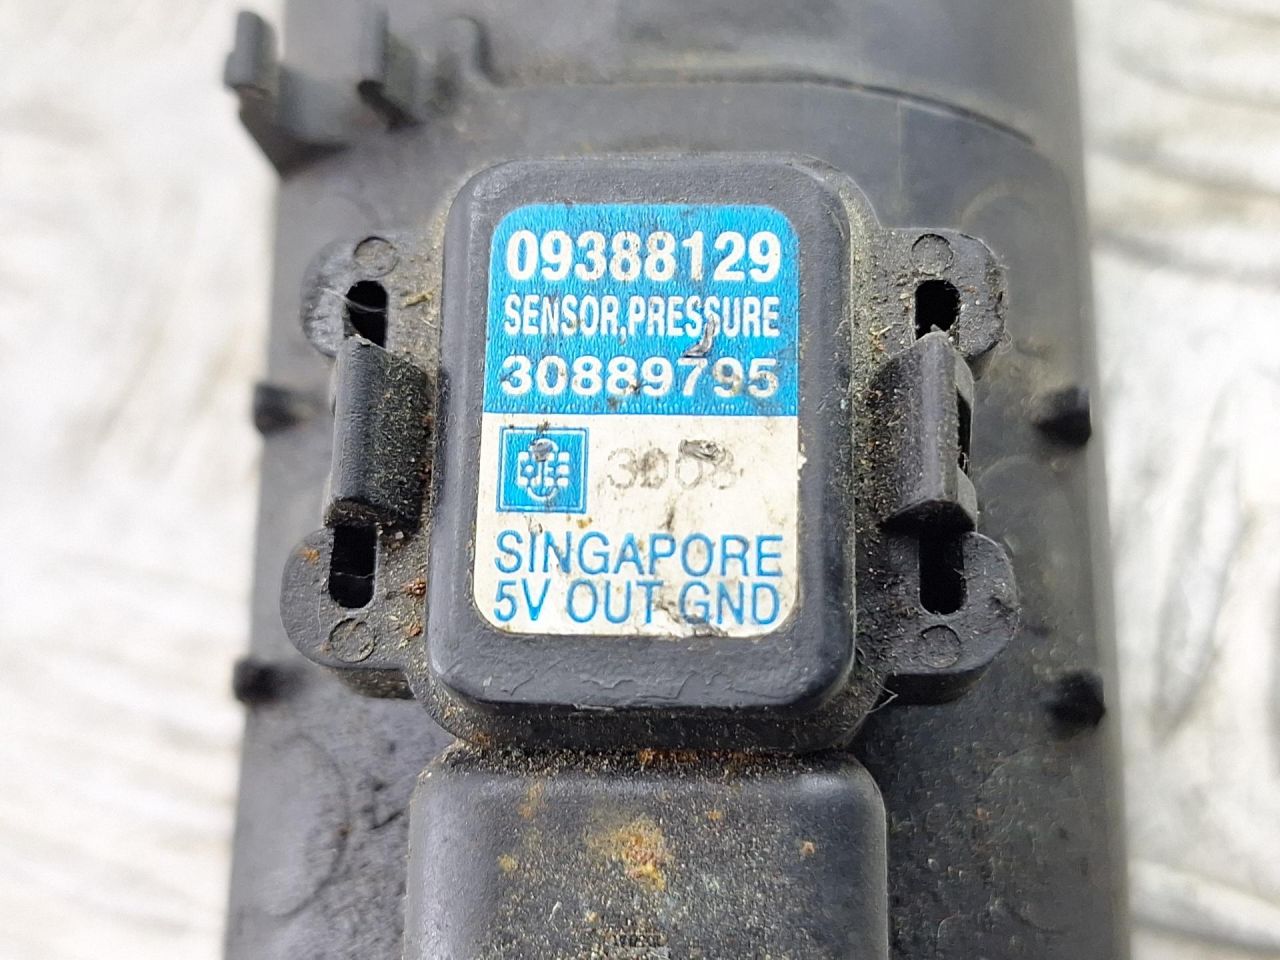 09388129
SENSOR,PRESSURE
30889795
SINGAPORE
5V OUT GND